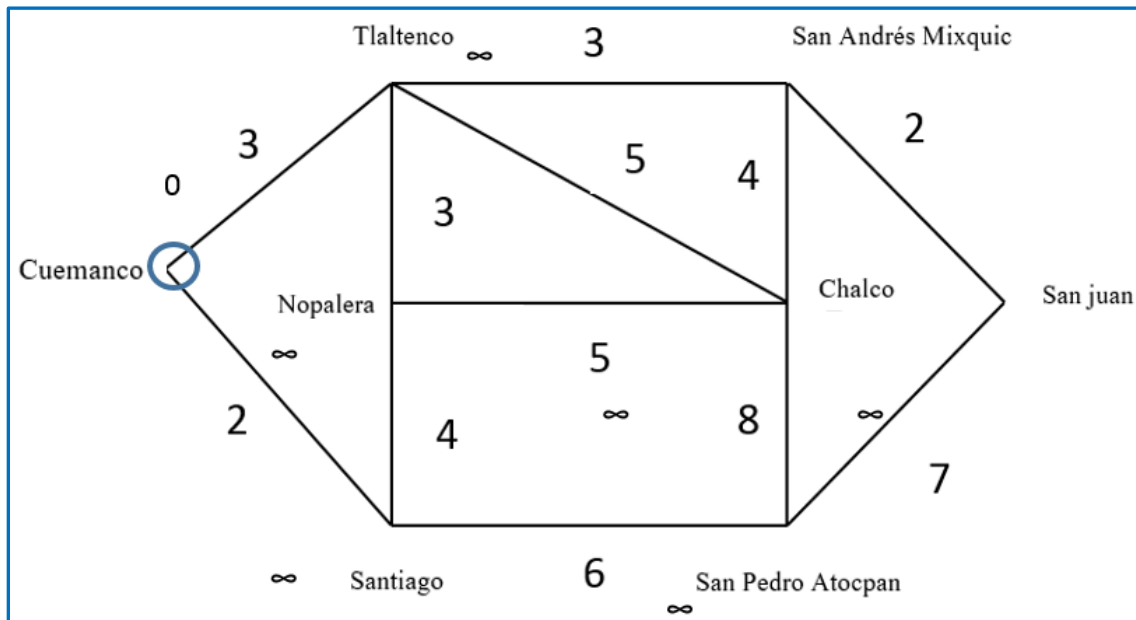 Tlaltenco
∞
3
San Andrés Mixquic
3
2
5
4
0
3
Cuemanco
Nopalera
Chalco
San juan
∞
5
2
4
∞
8
∞
7
∞
Santiago
6
San Pedro Atocpan
∞